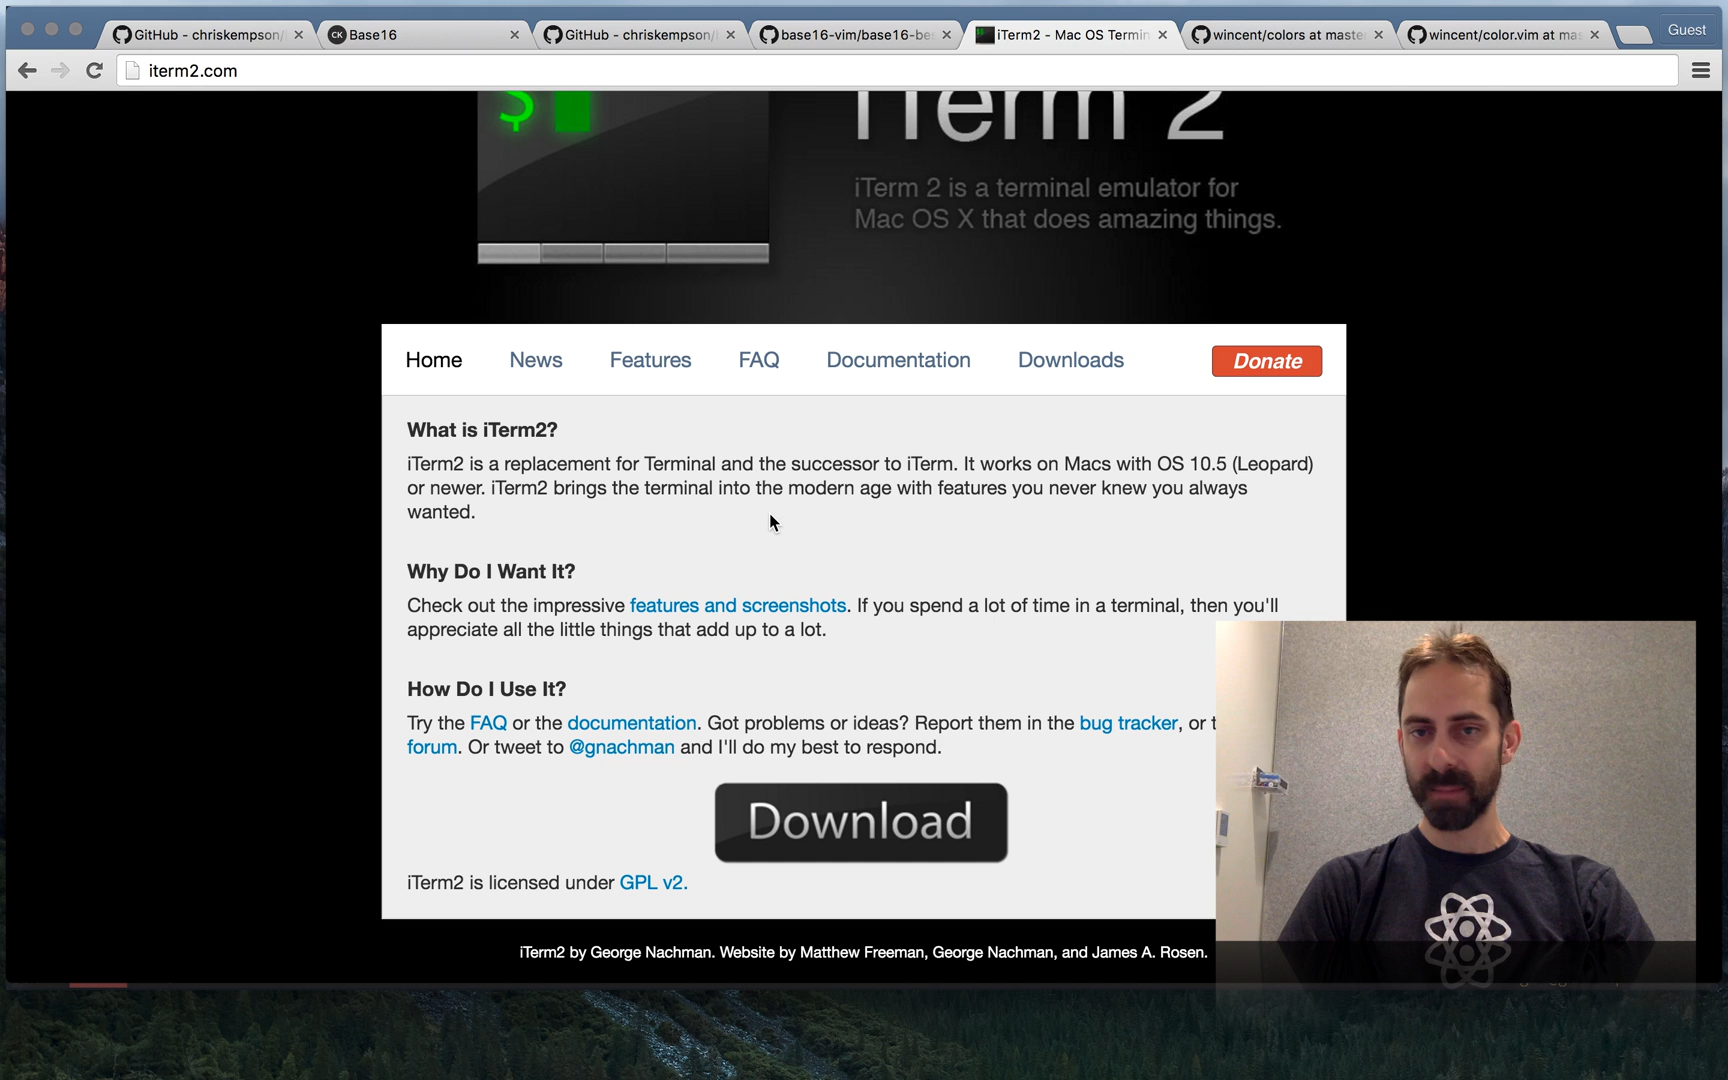 GitHub - chriskempson/
CK Base16
GitHub - chriskempson/
base16-vim/base16-be
iTerm2 - Mac OS Termin
wincent/colors at master
wincent/color.vim at mas
Guest
iterm2.com
$
iTerm 2
iTerm 2 is a terminal emulator for
Mac OS X that does amazing things.
Home News Features FAQ Documentation Downloads Donate
What is iTerm2?
iTerm2 is a replacement for Terminal and the successor to iTerm. It works on Macs with OS 10.5 (Leopard)
or newer. iTerm2 brings the terminal into the modern age with features you never knew you always
wanted.
Why Do I Want It?
Check out the impressive features and screenshots. If you spend a lot of time in a terminal, then you'll
appreciate all the little things that add up to a lot.
How Do I Use It?
Try the FAQ or the documentation. Got problems or ideas? Report them in the bug tracker, or t
forum. Or tweet to @gnachman and I'll do my best to respond.
Download
iTerm2 is licensed under GPL v2.
iTerm2 by George Nachman. Website by Matthew Freeman, George Nachman, and James A. Rosen.